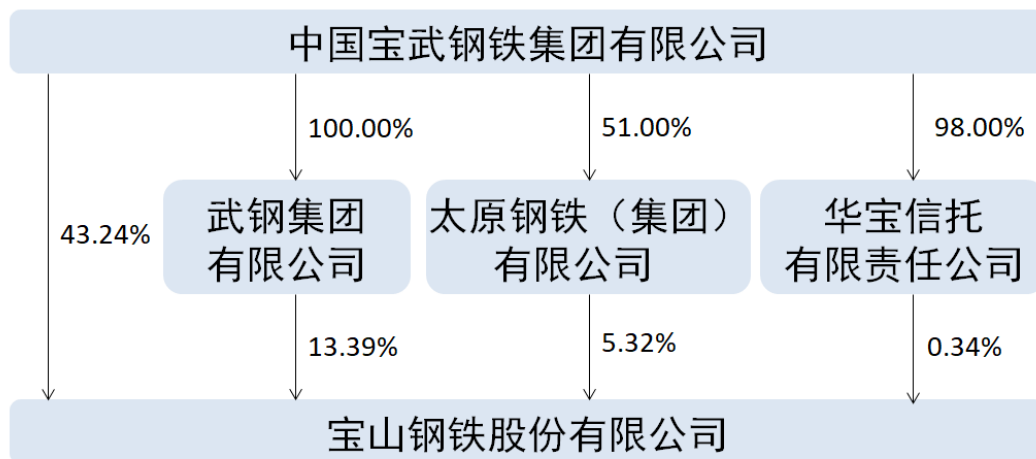 中国宝武钢铁集团有限公司
100.00%
51.00%
98.00%
43.24%
武钢集团
有限公司
太原钢铁（集团）
有限公司
华宝信托
有限责任公司
13.39%
5.32%
0.34%
宝山钢铁股份有限公司